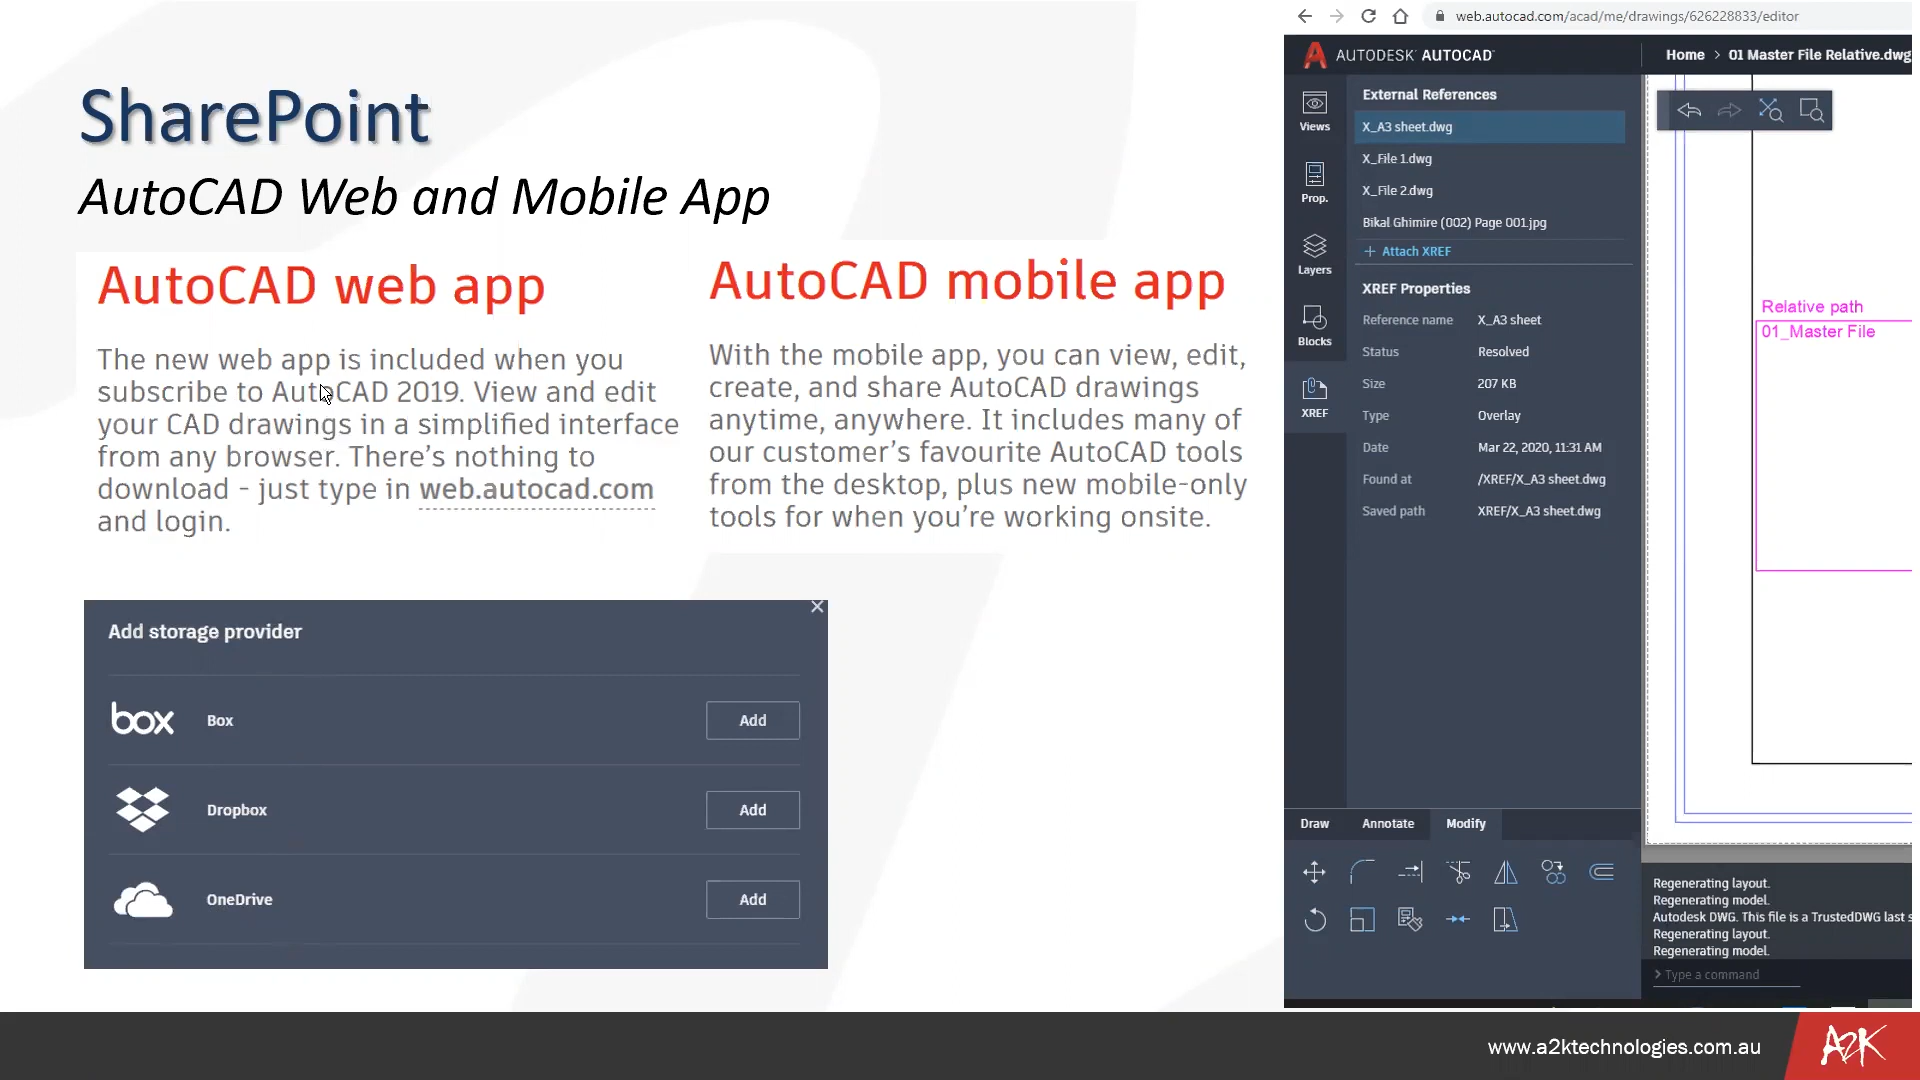 SharePoint
AutoCAD Web and Mobile App
AutoCAD web app
The new web app is included when you
subscribe to AutoCAD 2019. View and edit
your CAD drawings in a simplified interface
from any browser. There's nothing to
download - just type in web.autocad.com
and login.
AutoCAD mobile app
With the mobile app, you can view, edit,
create, and share AutoCAD drawings
anytime, anywhere. It includes many of
our customer's favourite AutoCAD tools
from the desktop, plus new mobile-only
tools for when you're working onsite.
Add storage provider
box Box Add
Dropbox Add
OneDrive Add
web.autocad.com/acad/me/drawings/626228833/editor
AUTODESK AUTOCAD
Home > 01 Master File Relative.dwg
Views
Prop.
Layers
Blocks
XREF
External References
X_A3 sheet.dwg
X_File 1.dwg
X_File 2.dwg
Bikal Ghimire (002) Page 001.jpg
+ Attach XREF
XREF Properties
Reference name X_A3 sheet
Status Resolved
Size 207 KB
Type Overlay
Date Mar 22, 2020, 11:31 AM
Found at /XREF/X_A3 sheet.dwg
Saved path XREF/X_A3 sheet.dwg
Relative path
01_Master File
Draw Annotate Modify
Regenerating layout.
Regenerating model.
Autodesk DWG. This file is a TrustedDWG last s
Regenerating layout.
Regenerating model.
> Type a command
www.a2ktechnologies.com.au
A2K